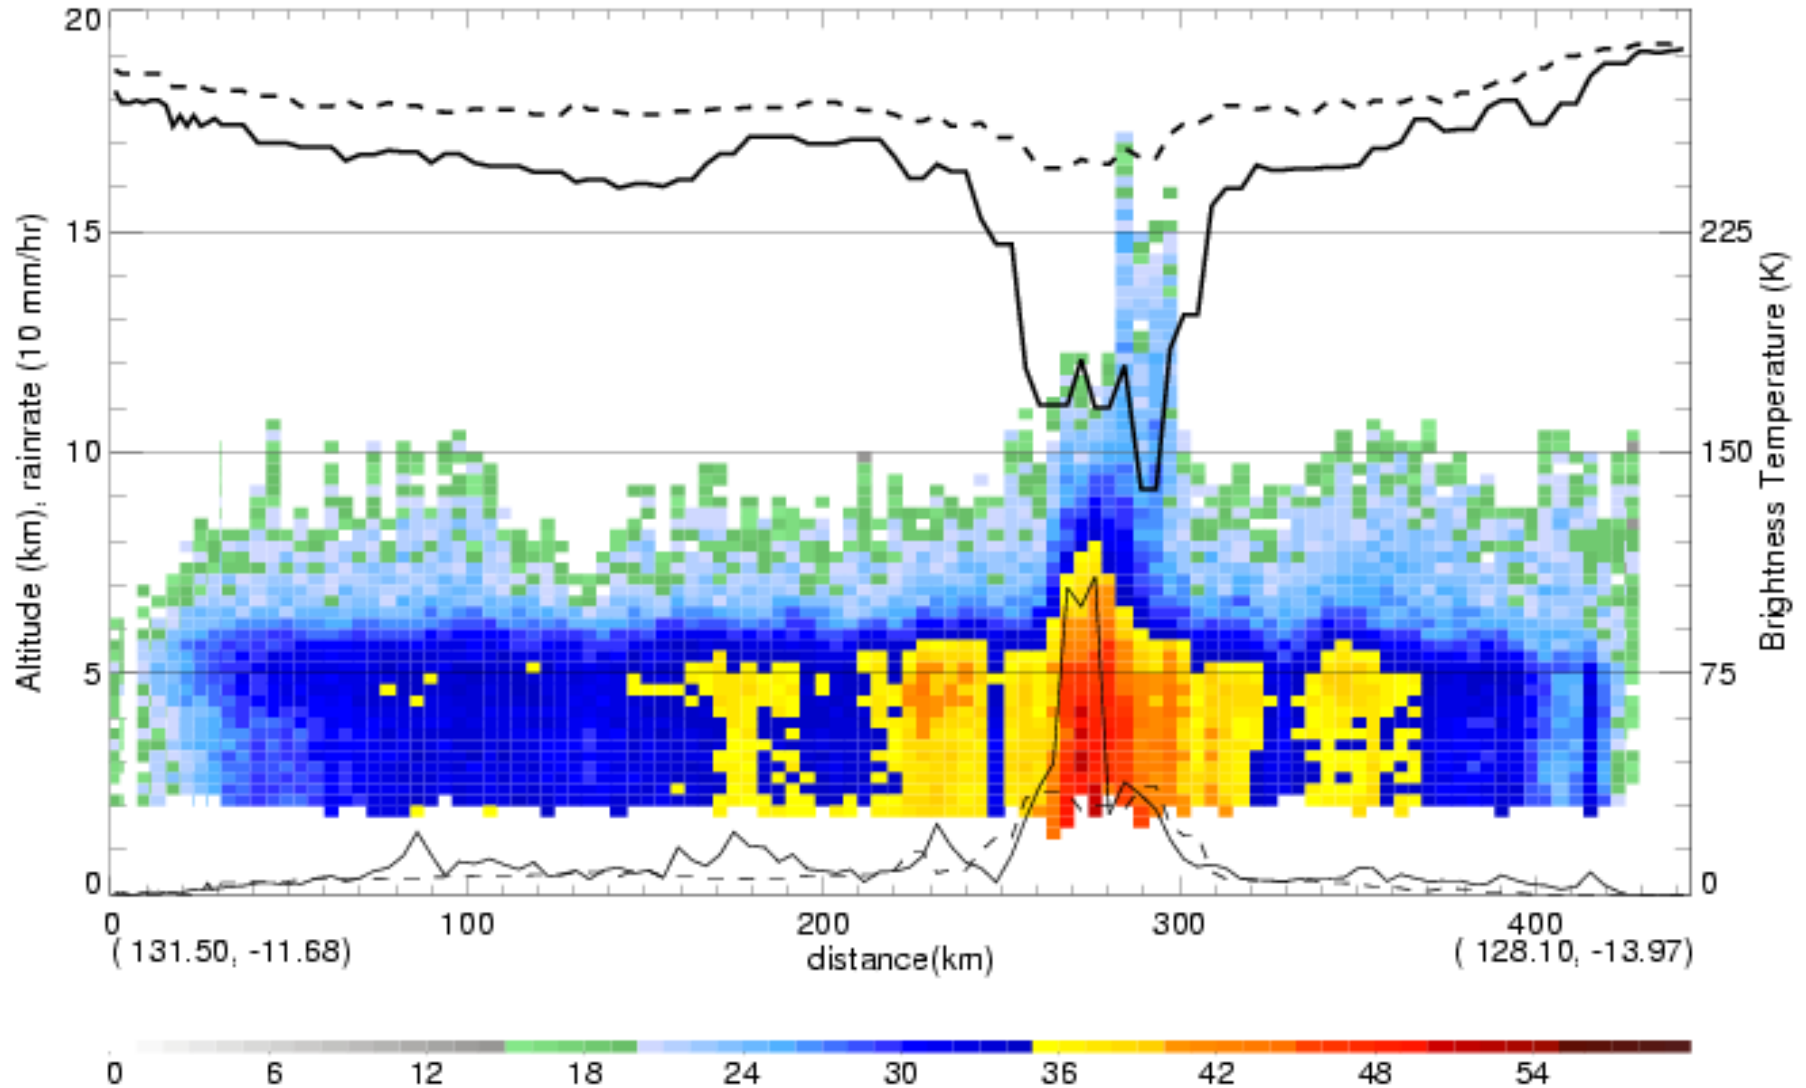 20
15
10
5
0
Altitude (km), rainrate (10 mm/hr)
225
150
75
0
Brightness Temperature (K)
0 100 200 300 400
( 131.50, -11.68) distance(km) ( 128.10, -13.97)
0 6 12 18 24 30 36 42 48 54